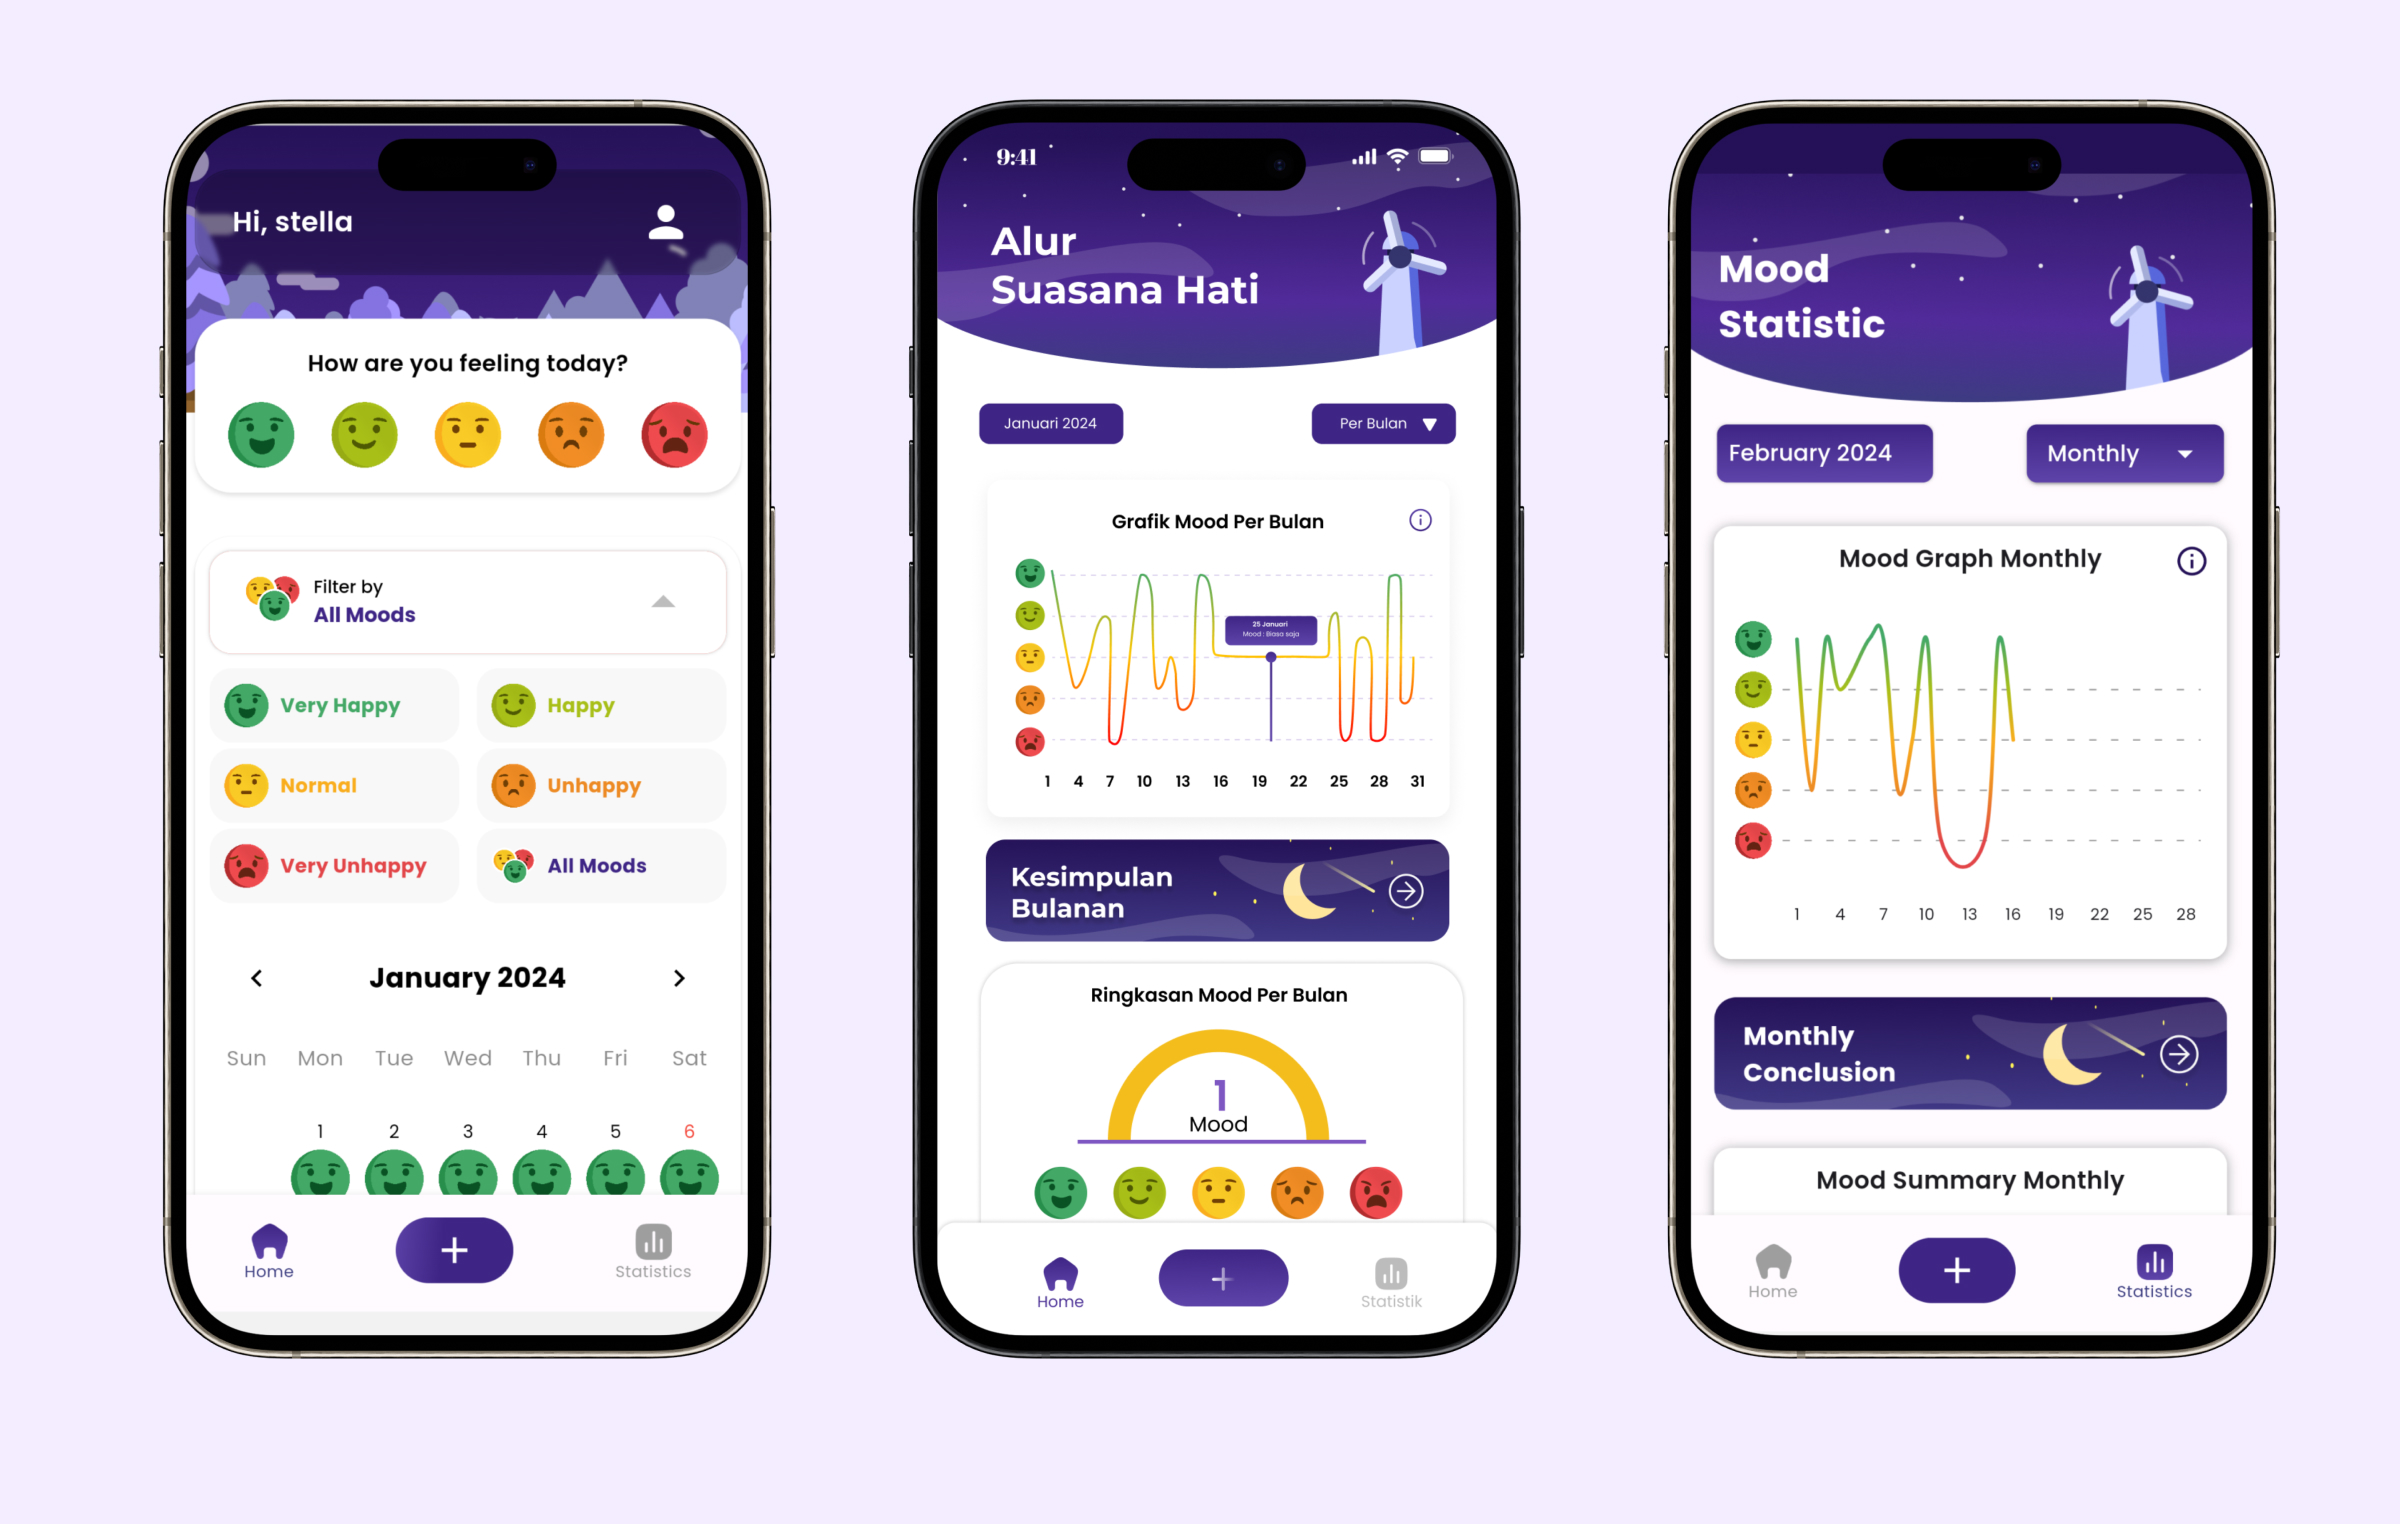 Hi, stella
How are you feeling today?
Filter by
All Moods
Very Happy
Happy
Normal
Unhappy
Very Unhappy
All Moods
January 2024
Sun Mon Tue Wed Thu Fri Sat
1 2 3 4 5 6
Home
+
Statistics
9:41
Alur
Suasana Hati
Januari 2024
Per Bulan
Grafik Mood Per Bulan
25 Januari
Mood : Biasa saja
1 4 7 10 13 16 19 22 25 28 31
Kesimpulan
Bulanan
Ringkasan Mood Per Bulan
1
Mood
Home
+
Statistik
Mood
Statistic
February 2024
Monthly
Mood Graph Monthly
1 4 7 10 13 16 19 22 25 28
Monthly
Conclusion
Mood Summary Monthly
Home
+
Statistics